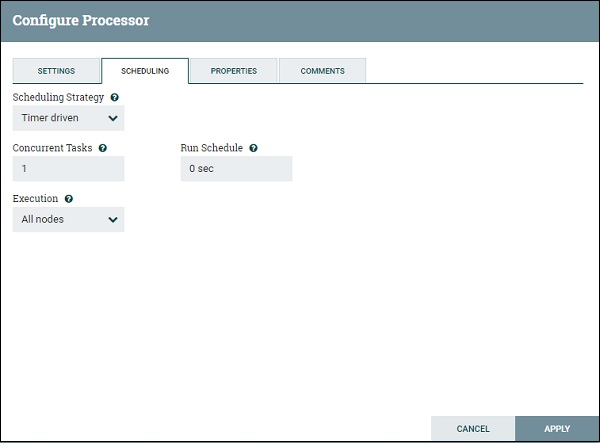 Configure Processor
SETTINGS SCHEDULING PROPERTIES COMMENTS
Scheduling Strategy ?
Timer driven
Concurrent Tasks ? Run Schedule ?
1 0 sec
Execution ?
All nodes
CANCEL APPLY